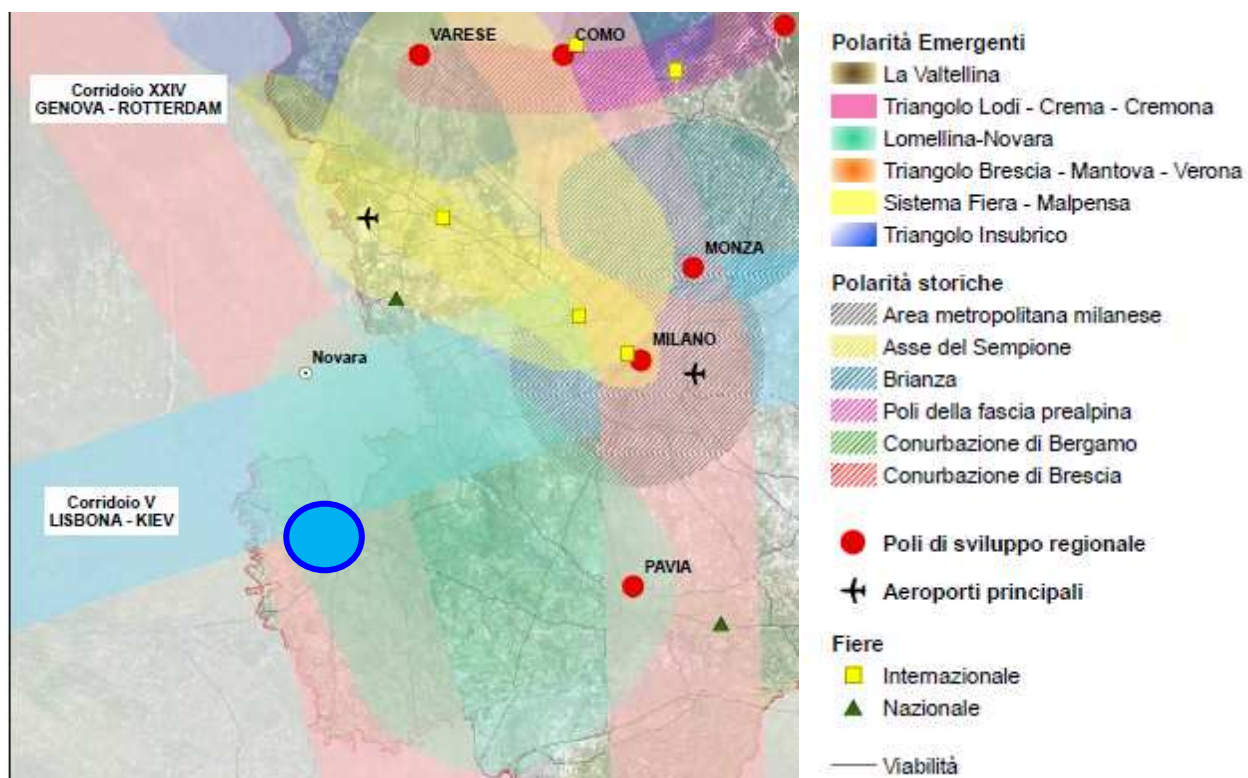 VARESE
COMO
Corridoio XXIV
GENOVA - ROTTERDAM
MONZA
MILANO
Novara
Corridoio V
LISBONA - KIEV
PAVIA
Polarità Emergenti
La Valtellina
Triangolo Lodi - Crema - Cremona
Lomellina-Novara
Triangolo Brescia - Mantova - Verona
Sistema Fiera - Malpensa
Triangolo Insubrico
Polarità storiche
Area metropolitana milanese
Asse del Sempione
Brianza
Poli della fascia prealpina
Conurbazione di Bergamo
Conurbazione di Brescia
Poli di sviluppo regionale
Aeroporti principali
Fiere
Internazionale
Nazionale
Viabilità